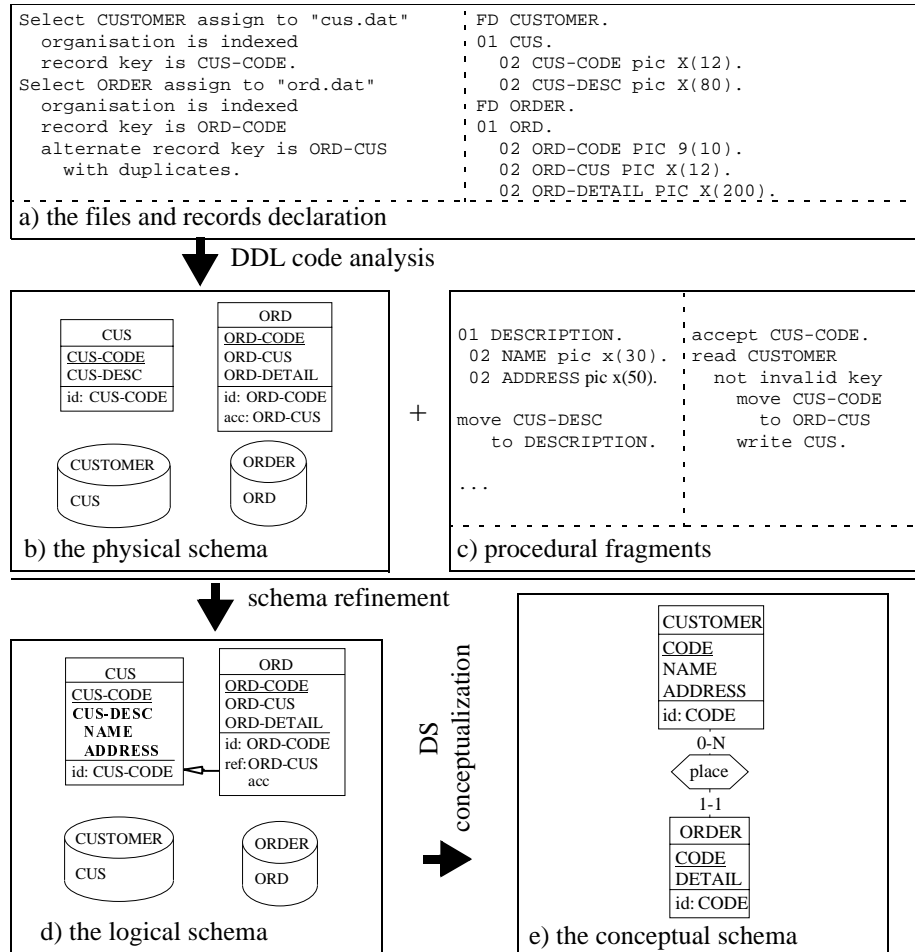 Select CUSTOMER assign to "cus.dat"
organisation is indexed
record key is CUS-CODE.
Select ORDER assign to "ord.dat"
organisation is indexed
record key is ORD-CODE
alternate record key is ORD-CUS
with duplicates.
FD CUSTOMER.
01 CUS.
02 CUS-CODE pic X(12).
02 CUS-DESC pic X(80).
FD ORDER.
01 ORD.
02 ORD-CODE PIC 9(10).
02 ORD-CUS PIC X(12).
02 ORD-DETAIL PIC X(200).
a) the files and records declaration
DDL code analysis
CUS
CUS-CODE
CUS-DESC
id: CUS-CODE
ORD
ORD-CODE
ORD-CUS
ORD-DETAIL
id: ORD-CODE
acc: ORD-CUS
CUSTOMER
CUS
ORDER
ORD
b) the physical schema
+
01 DESCRIPTION.
02 NAME pic x(30).
02 ADDRESS pic x(50).
move CUS-DESC
to DESCRIPTION.
...
accept CUS-CODE.
read CUSTOMER
not invalid key
move CUS-CODE
to ORD-CUS
write CUS.
c) procedural fragments
schema refinement
CUS
CUS-CODE
CUS-DESC
NAME
ADDRESS
id: CUS-CODE
ORD
ORD-CODE
ORD-CUS
ORD-DETAIL
id: ORD-CODE
ref:ORD-CUS
acc
CUSTOMER
CUS
ORDER
ORD
d) the logical schema
DS
conceptualization
CUSTOMER
CODE
NAME
ADDRESS
id: CODE
0-N
place
1-1
ORDER
CODE
DETAIL
id: CODE
e) the conceptual schema